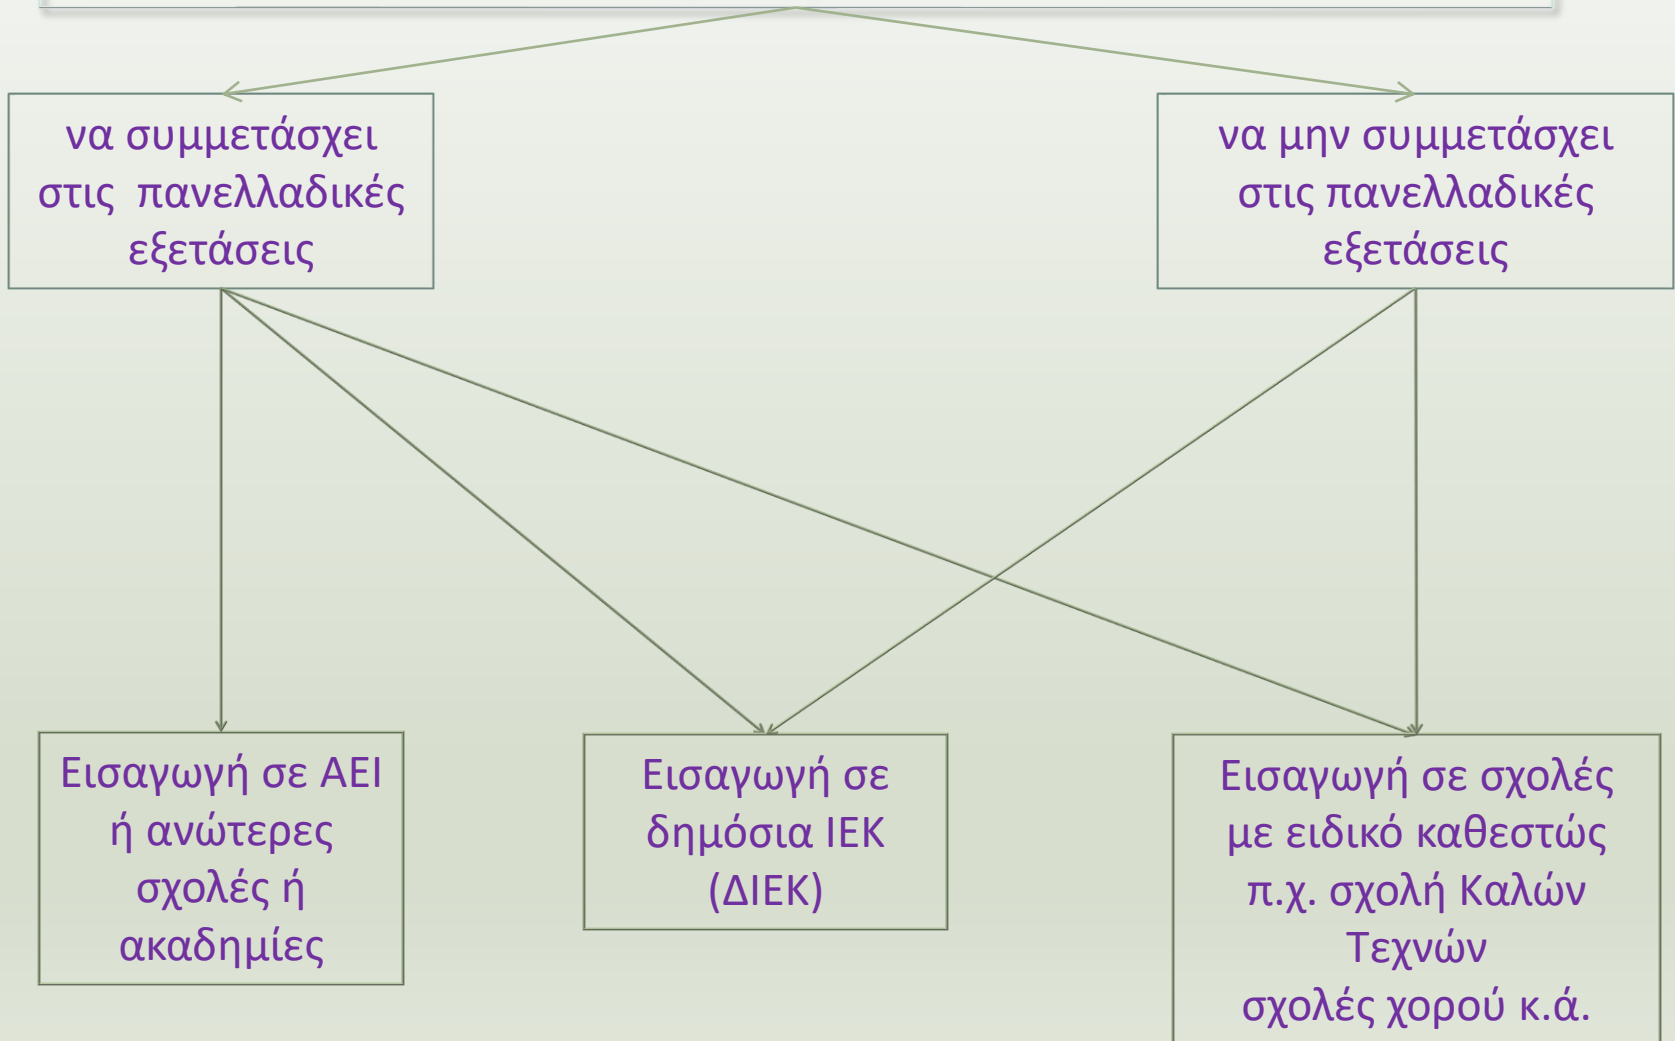 να συμμετάσχει
στις πανελλαδικές
εξετάσεις
να μην συμμετάσχει
στις πανελλαδικές
εξετάσεις
Εισαγωγή σε ΑΕΙ
ή ανώτερες
σχολές ή
ακαδημίες
Εισαγωγή σε
δημόσια ΙΕΚ
(ΔΙΕΚ)
Εισαγωγή σε σχολές
με ειδικό καθεστώς
π.χ. σχολή Καλών
Τεχνών
σχολές χορού κ.ά.